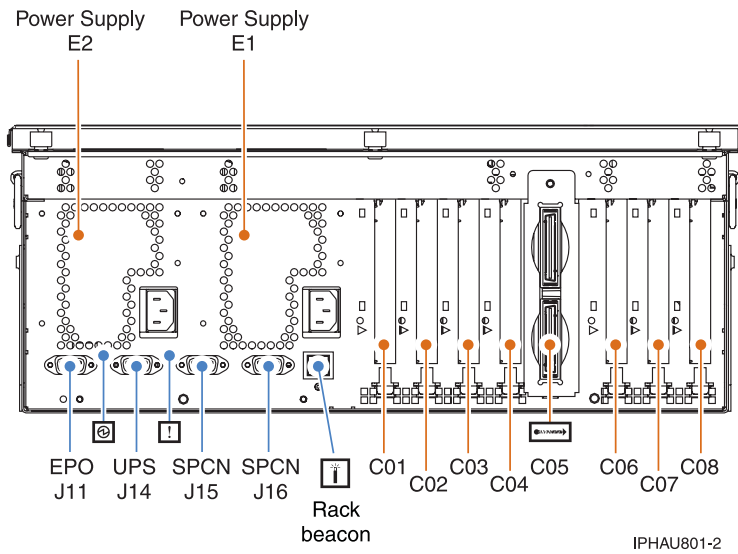 Power Supply
E2
Power Supply
E1
!
EPO
J11
UPS
J14
SPCN
J15
SPCN
J16
Rack
beacon
C01
C02
C03
C04
C05
C06
C07
C08
IPHAU801-2